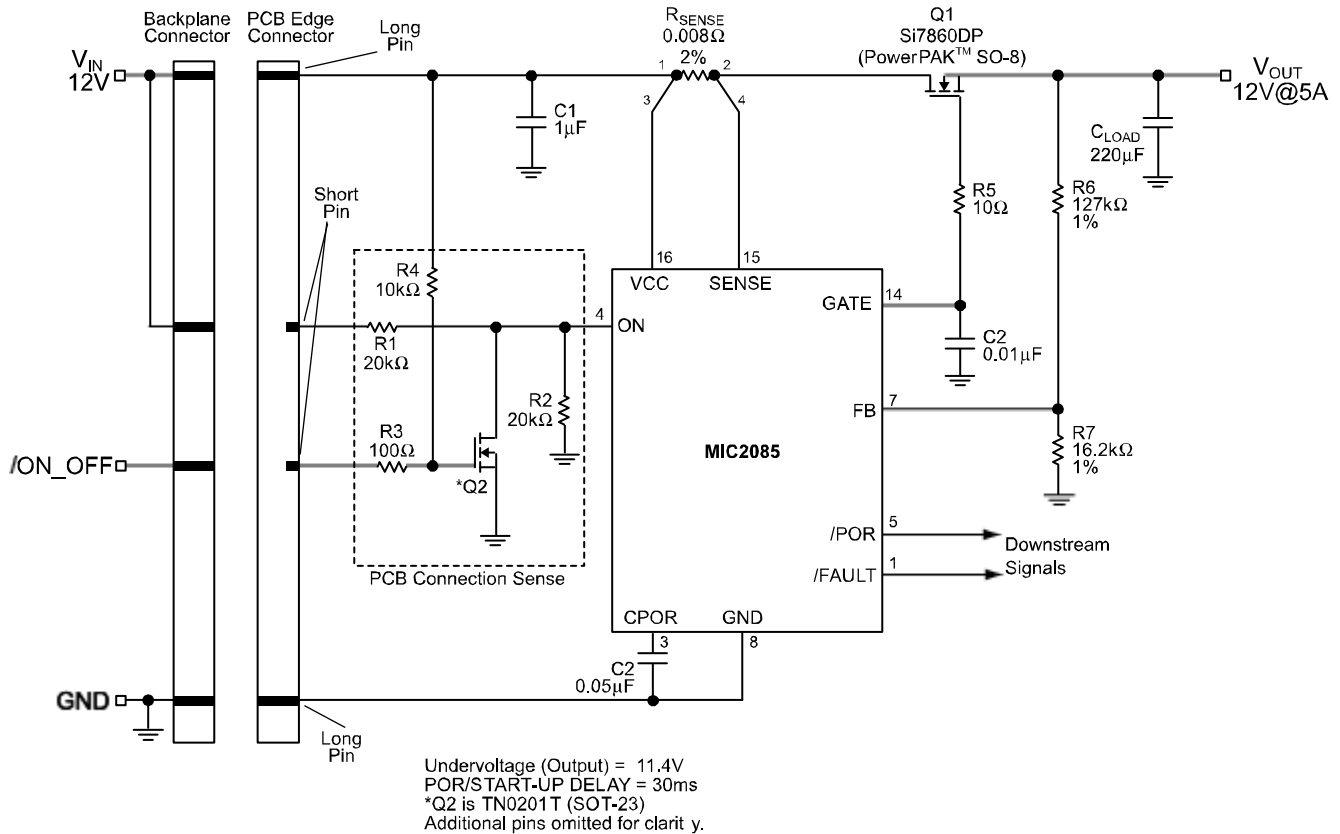 Backplane
Connector
PCB Edge
Connector
Long
Pin
RSENSE
0.008Ω
2%
Q1
Si7860DP
(PowerPAK™ SO-8)
VIN
12V
1
2
3
4
VOUT
12V@5A
C1
1µF
CLOAD
220µF
Short
Pin
R5
10Ω
R6
127kΩ
1%
R4
10kΩ
16
15
VCC
SENSE
GATE
14
4
ON
R1
20kΩ
C2
0.01µF
R2
20kΩ
FB
7
R3
100Ω
MIC2085
R7
16.2kΩ
1%
/ON_OFF
*Q2
/POR
5
Downstream
Signals
/FAULT
1
PCB Connection Sense
CPOR
GND
3
8
C2
0.05µF
GND
Long
Pin
Undervoltage (Output) = 11.4V
POR/START-UP DELAY = 30ms
*Q2 is TN0201T (SOT-23)
Additional pins omitted for clarit y.